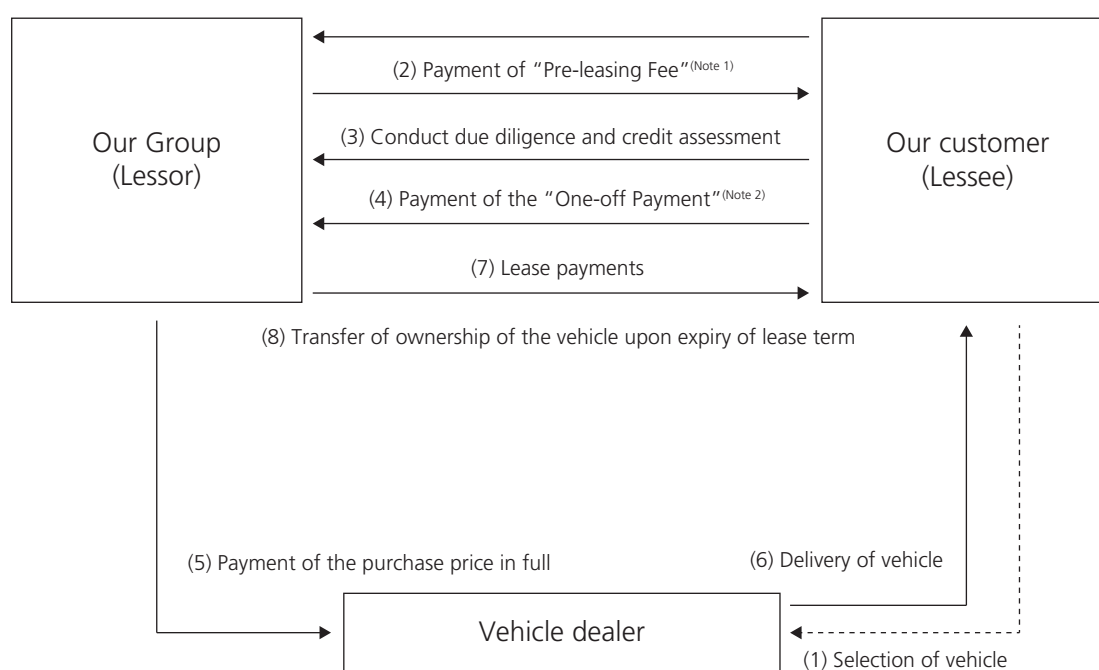 (2) Payment of “Pre-leasing Fee”(Note 1)
Our Group
(Lessor)
(3) Conduct due diligence and credit assessment
Our customer
(Lessee)
(4) Payment of the “One-off Payment”(Note 2)
(7) Lease payments
(8) Transfer of ownership of the vehicle upon expiry of lease term
(5) Payment of the purchase price in full
(6) Delivery of vehicle
Vehicle dealer
(1) Selection of vehicle